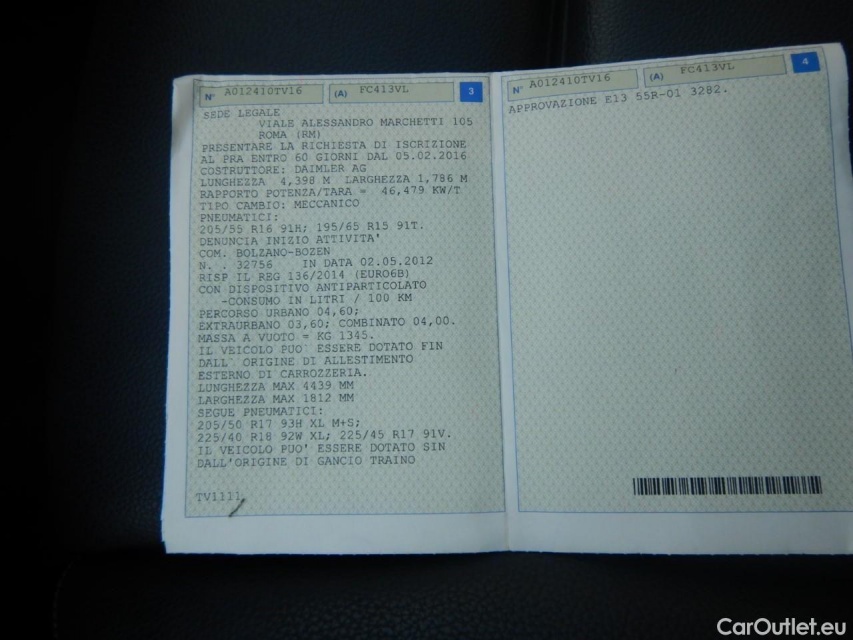 N° A012410TV16 (A) FC413VL 3
SEDE LEGALE
VIALE ALESSANDRO MARCHETTI 105
ROMA (RM)
PRESENTARE LA RICHIESTA DI ISCRIZIONE
AL PRA ENTRO 60 GIORNI DAL 05.02.2016
COSTRUTTORE: DAIMLER AG
LUNGHEZZA 4,398 M LARGHEZZA 1,786 M
RAPPORTO POTENZA/TARA = 46,479 KW/T
TIPO CAMBIO: MECCANICO
PNEUMATICI:
205/55 R16 91H; 195/65 R15 91T.
DENUNCIA INIZIO ATTIVITA'
COM. BOLZANO-BOZEN
N. . 32756 IN DATA 02.05.2012
RISP IL REG 136/2014 (EURO6B)
CON DISPOSITIVO ANTIPARTICOLATO
-CONSUMO IN LITRI / 100 KM
PERCORSO URBANO 04,60;
EXTRAURBANO 03,60; COMBINATO 04,00.
MASSA A VUOTO = KG 1345.
IL VEICOLO PUO' ESSERE DOTATO FIN
DALL' ORIGINE DI ALLESTIMENTO
ESTERNO DI CARROZZERIA.
LUNGHEZZA MAX 4439 MM
LARGHEZZA MAX 1812 MM
SEGUE PNEUMATICI:
205/50 R17 93H XL M+S;
225/40 R18 92W XL; 225/45 R17 91V.
IL VEICOLO PUO' ESSERE DOTATO SIN
DALL'ORIGINE DI GANCIO TRAINO
TV1111
N° A012410TV16 (A) FC413VL 4
APPROVAZIONE E13 55R-01 3282.
CarOutlet.eu